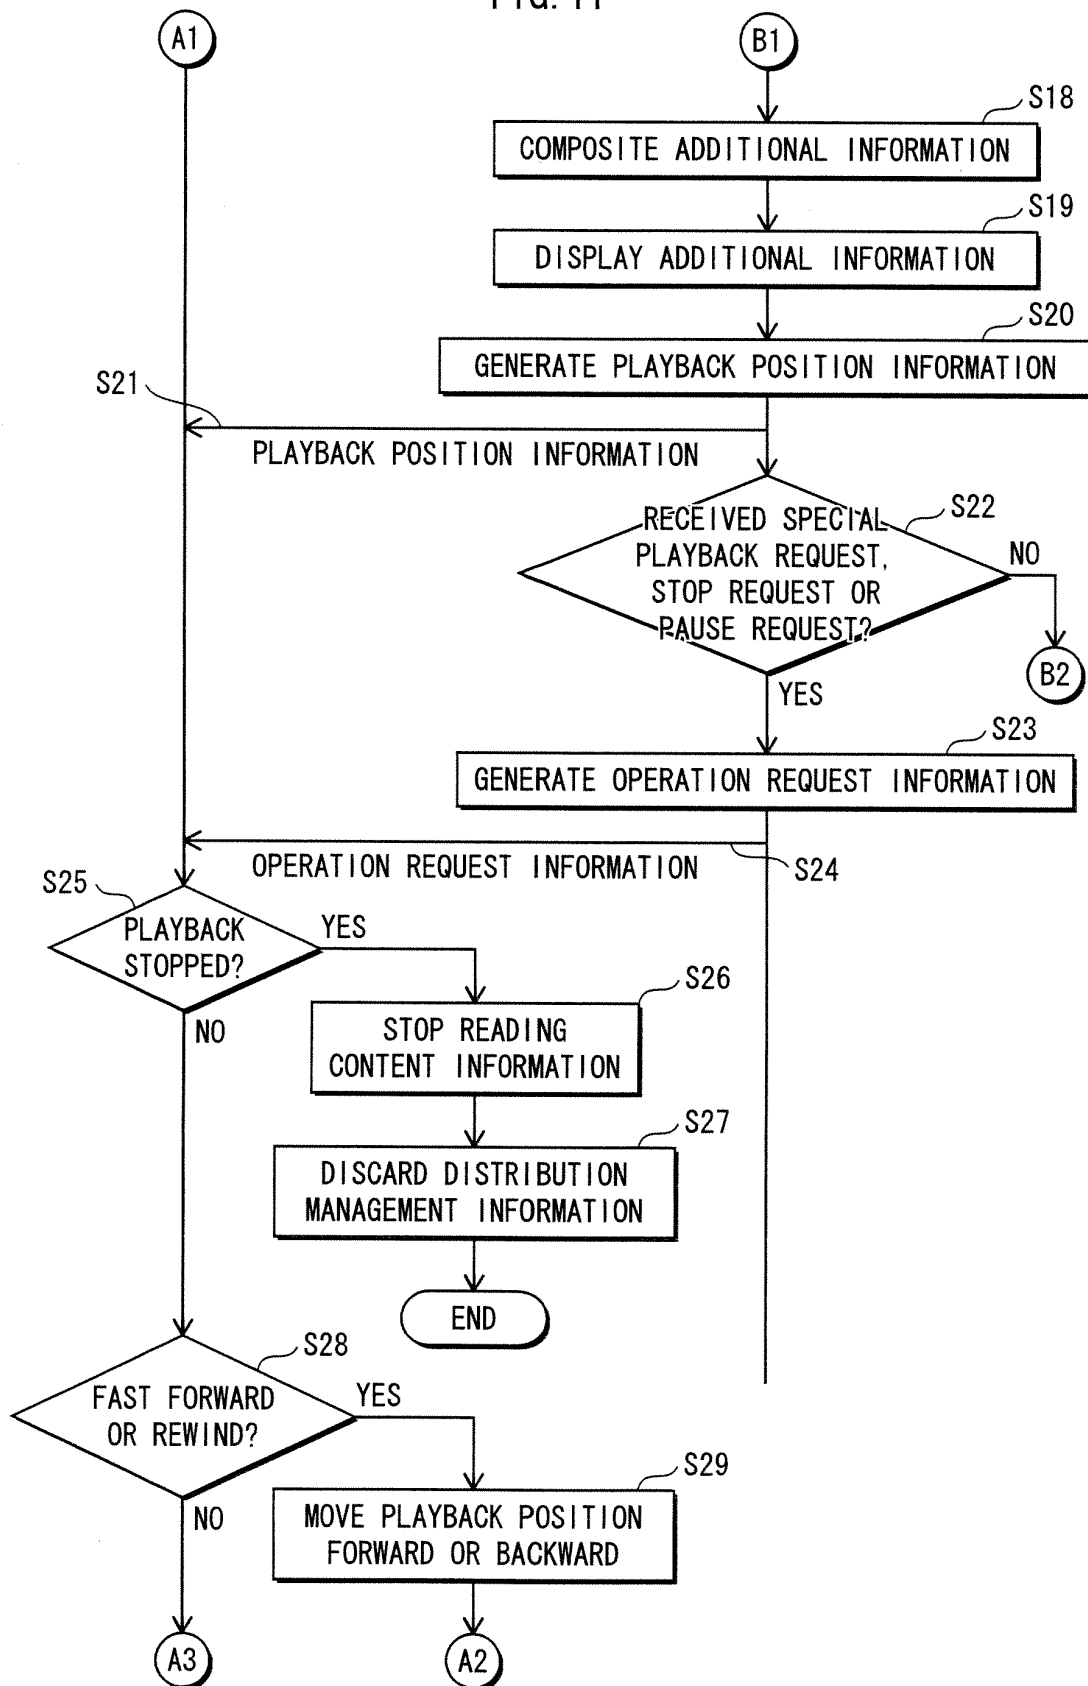 A1
B1
S18
COMPOSITE ADDITIONAL INFORMATION
S19
DISPLAY ADDITIONAL INFORMATION
S20
GENERATE PLAYBACK POSITION INFORMATION
S21
PLAYBACK POSITION INFORMATION
S22
RECEIVED SPECIAL
PLAYBACK REQUEST,
STOP REQUEST OR
PAUSE REQUEST?
NO
B2
YES
S23
GENERATE OPERATION REQUEST INFORMATION
OPERATION REQUEST INFORMATION
S24
S25
PLAYBACK
STOPPED?
YES
NO
S26
STOP READING
CONTENT INFORMATION
S27
DISCARD DISTRIBUTION
MANAGEMENT INFORMATION
END
S28
FAST FORWARD
OR REWIND?
YES
NO
S29
MOVE PLAYBACK POSITION
FORWARD OR BACKWARD
A3
A2